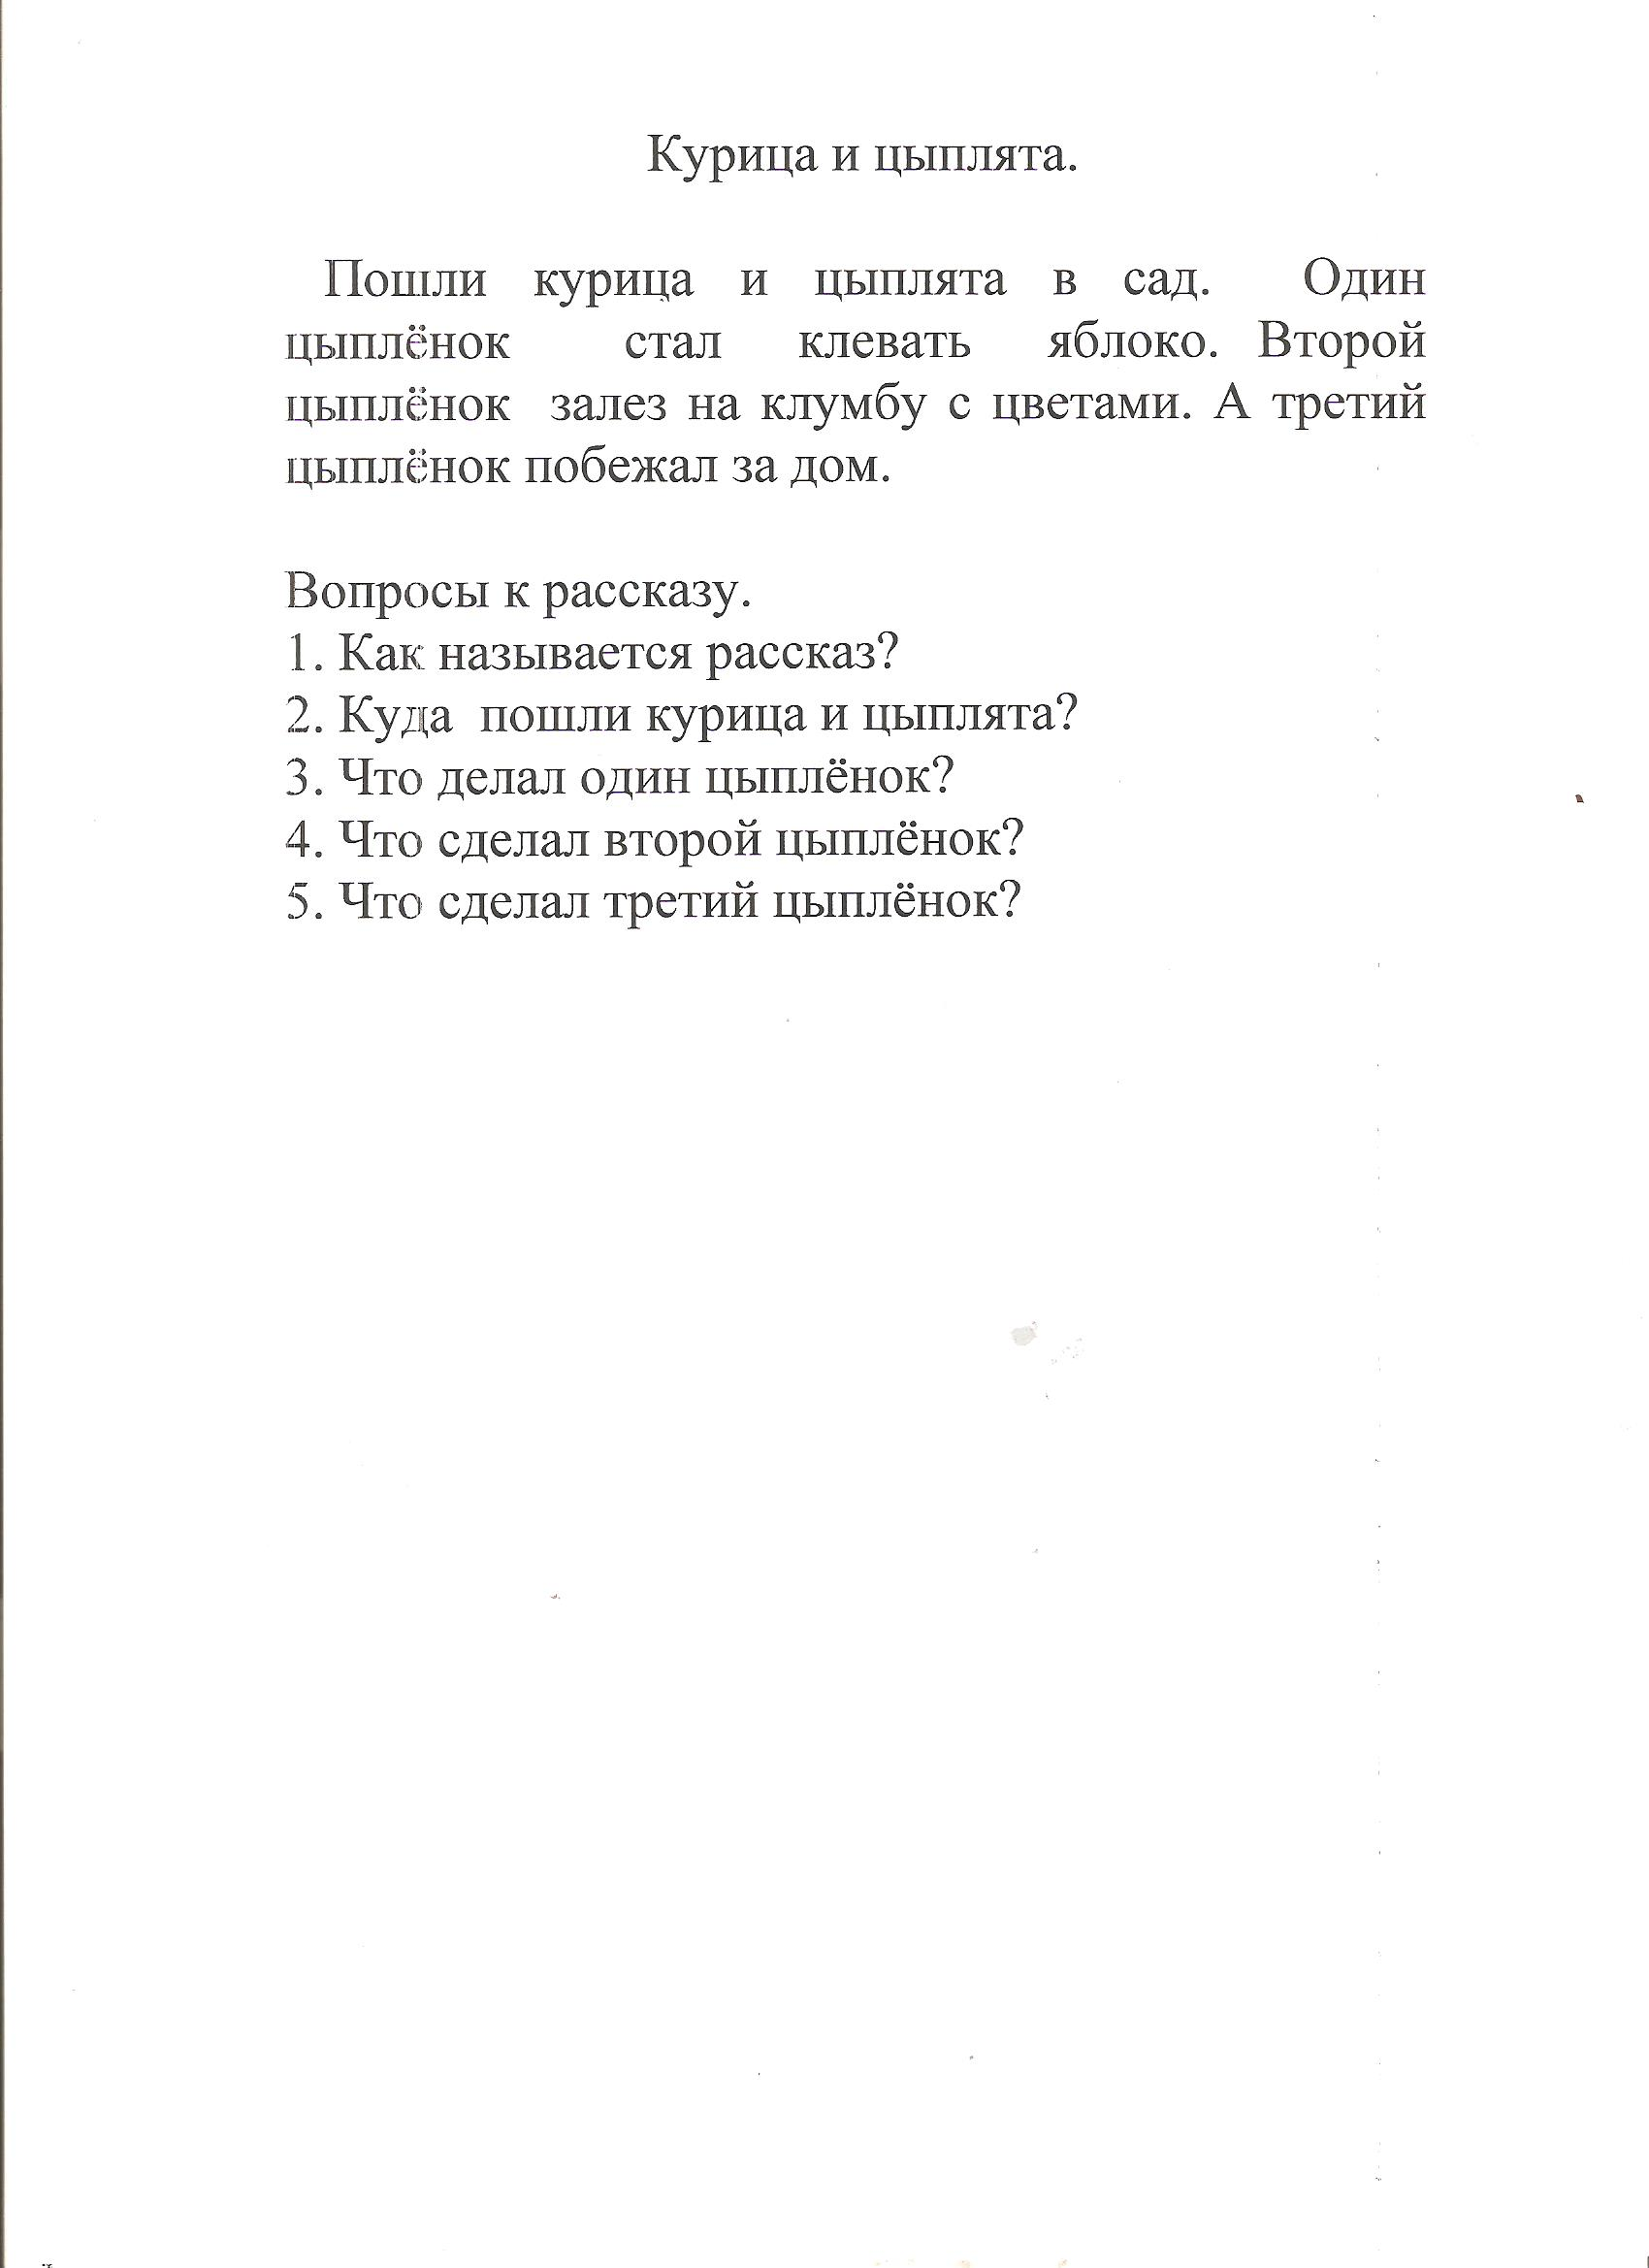 Курица и цыплята.
Пошли курица и цыплята в сад. Один
цыплёнок стал клевать яблоко. Второй
цыплёнок залез на клумбу с цветами. А третий
цыплёнок побежал за дом.
Вопросы к рассказу.
1. Как называется рассказ?
2. Куда пошли курица и цыплята?
3. Что делал один цыплёнок?
4. Что сделал второй цыплёнок?
5. Что сделал третий цыплёнок?